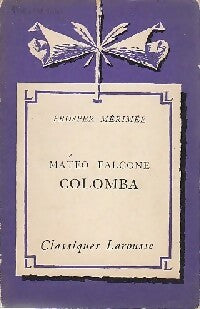 PROSPER MÉRIMÉE
MATEO FALCONE
COLOMBA
Classiques Larousse